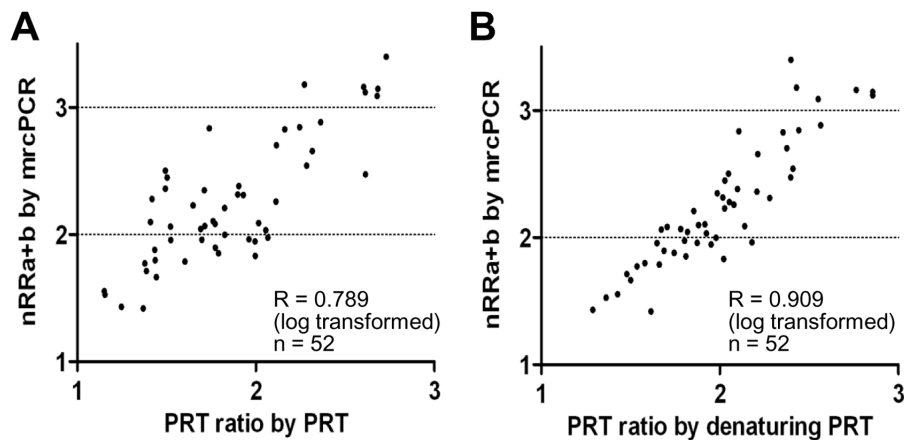 A
nRRa+b by mrcPCR
3
2
1
R = 0.789
(log transformed)
n = 52
1
2
3
PRT ratio by PRT
B
nRRa+b by mrcPCR
3
2
1
R = 0.909
(log transformed)
n = 52
1
2
3
PRT ratio by denaturing PRT